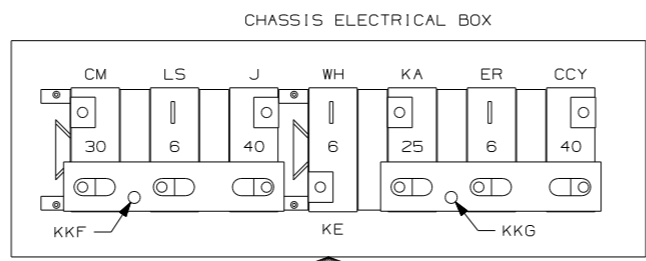 CHASSIS ELECTRICAL BOX
CM LS J WH KA ER CCY
30 6 40 6 25 6 40
KKF KE KKG